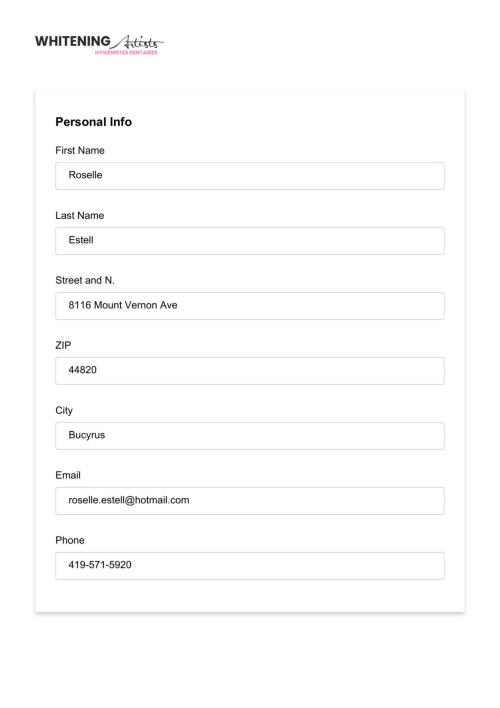 WHITENING Artists
HYGIÉNISTES DENTAIRES
Personal Info
First Name
Roselle
Last Name
Estell
Street and N.
8116 Mount Vernon Ave
ZIP
44820
City
Bucyrus
Email
roselle.estell@hotmail.com
Phone
419-571-5920